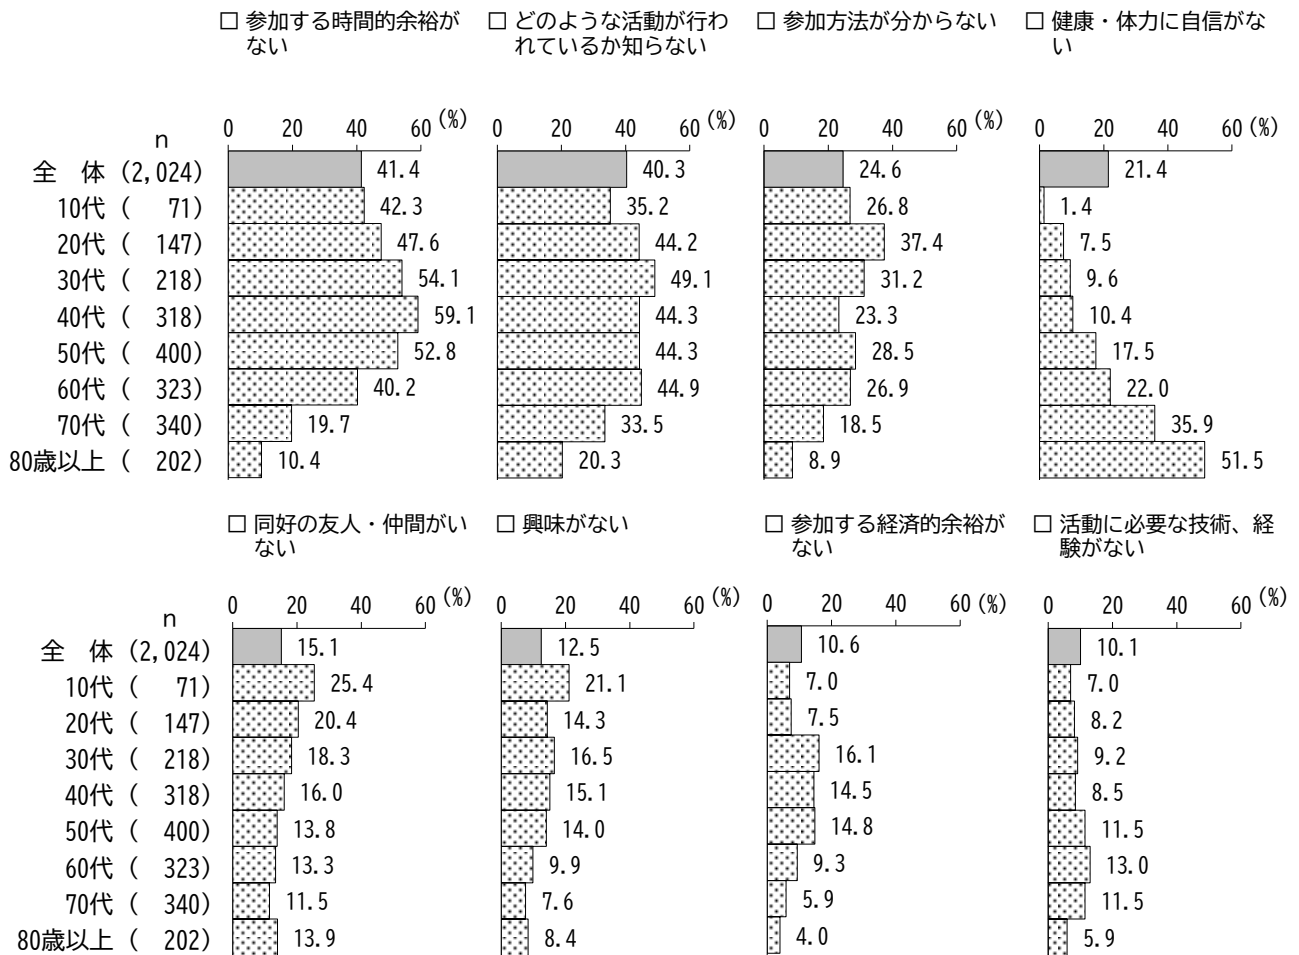 □ 参加する時間的余裕が
ない
□ どのような活動が行わ
れているか知らない
□ 参加方法が分からない
□ 健康・体力に自信がな
い
n 0 20 40 60 (%) 0 20 40 60 (%) 0 20 40 60 (%) 0 20 40 60 (%)
全 体 (2,024) 41.4 40.3 24.6 21.4
10代 ( 71) 42.3 35.2 26.8 1.4
20代 ( 147) 47.6 44.2 37.4 7.5
30代 ( 218) 54.1 49.1 31.2 9.6
40代 ( 318) 59.1 44.3 23.3 10.4
50代 ( 400) 52.8 44.3 28.5 17.5
60代 ( 323) 40.2 44.9 26.9 22.0
70代 ( 340) 19.7 33.5 18.5 35.9
80歳以上 ( 202) 10.4 20.3 8.9 51.5
□ 同好の友人・仲間がい
ない
□ 興味がない
□ 参加する経済的余裕が
ない
□ 活動に必要な技術、経
験がない
n 0 20 40 60 (%) 0 20 40 60 (%) 0 20 40 60 (%) 0 20 40 60 (%)
全 体 (2,024) 15.1 12.5 10.6 10.1
10代 ( 71) 25.4 21.1 7.0 7.0
20代 ( 147) 20.4 14.3 7.5 8.2
30代 ( 218) 18.3 16.5 16.1 9.2
40代 ( 318) 16.0 15.1 14.5 8.5
50代 ( 400) 13.8 14.0 14.8 11.5
60代 ( 323) 13.3 9.9 9.3 13.0
70代 ( 340) 11.5 7.6 5.9 11.5
80歳以上 ( 202) 13.9 8.4 4.0 5.9